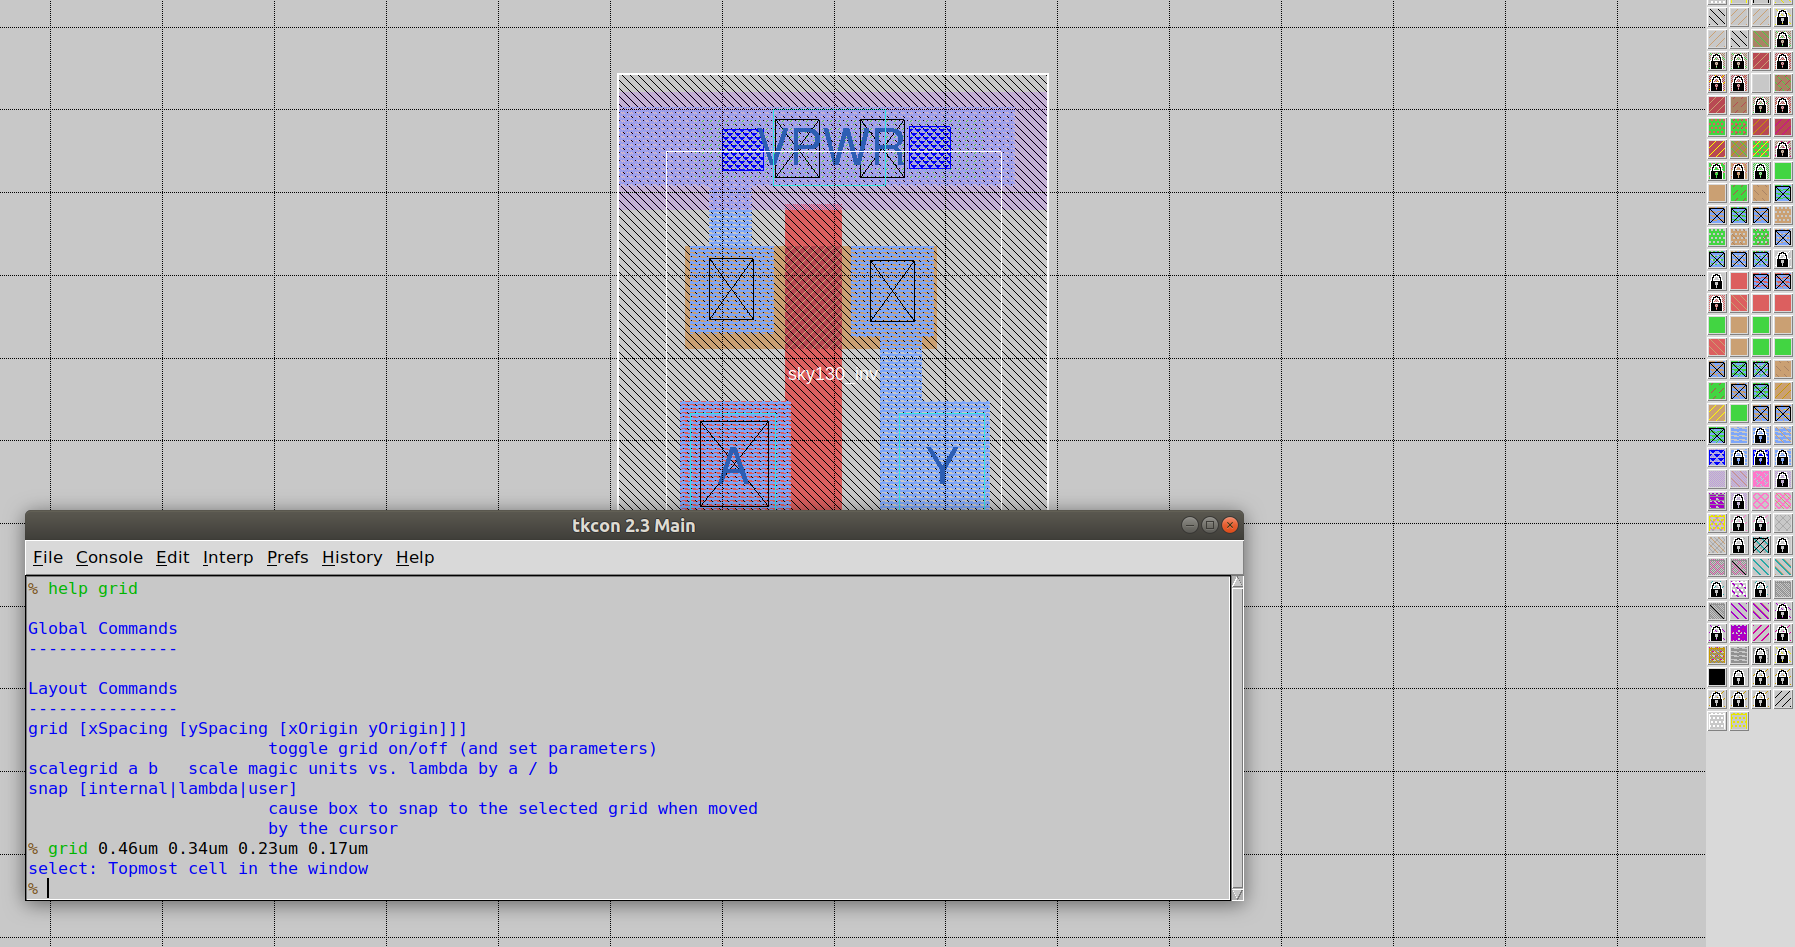 VPWR
sky130_inv
A
Y
tkcon 2.3 Main
File Console Edit Interp Prefs History Help
% help grid
Global Commands
---------------
Layout Commands
---------------
grid [xSpacing [ySpacing [xOrigin yOrigin]]]
toggle grid on/off (and set parameters)
scalegrid a b   scale magic units vs. lambda by a / b
snap [internal|lambda|user]
cause box to snap to the selected grid when moved
by the cursor
% grid 0.46um 0.34um 0.23um 0.17um
select: Topmost cell in the window
%